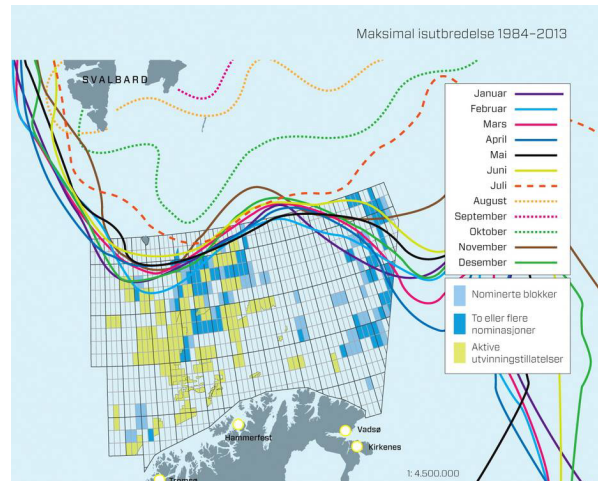 Maksimal isutbredelse 1984–2013
SVALBARD
Januar
Februar
Mars
April
Mai
Juni
Juli
August
September
Oktober
November
Desember
Nominerte blokker
To eller flere
nominasjoner
Aktive
utvinningstillatelser
Hammerfest
Vadsø
Kirkenes
Tromsø
1: 4.500.000